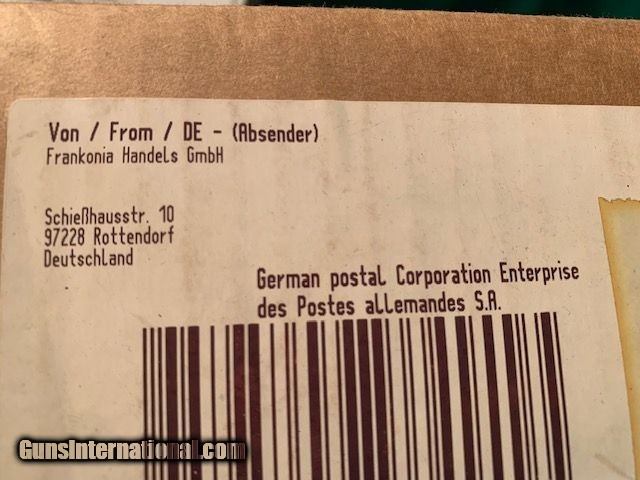 Von / From / DE - (Absender)
Frankonia Handels GmbH
Schießhausstr. 10
97228 Rottendorf
Deutschland
German postal Corporation Enterprise
des Postes allemandes S.A.
GunsInternational.com